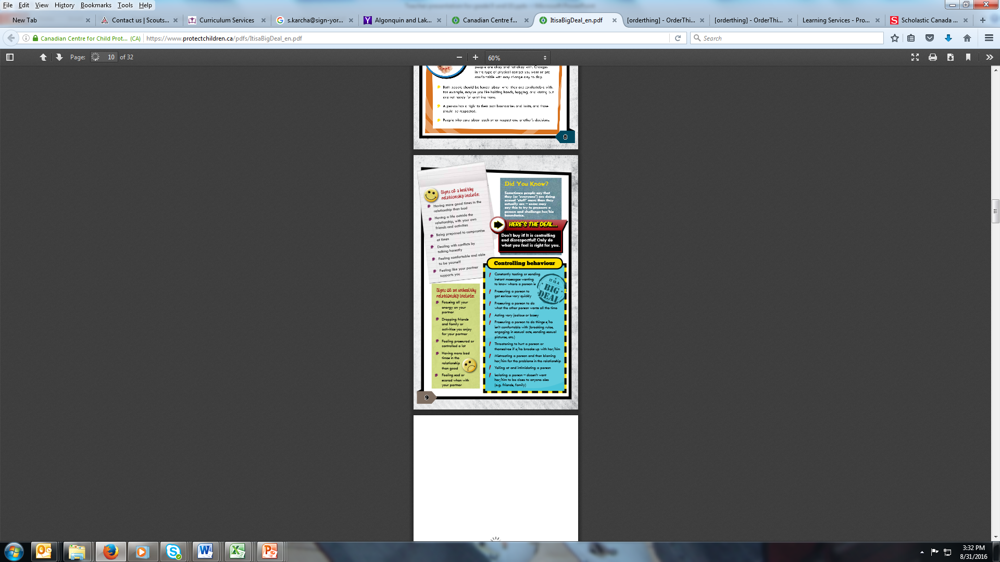 File Edit View History Bookmarks Tools Help
New Tab
Contact us | Scouts...
Curriculum Services
s.karcha@sign-yor...
Algonquin and Lak...
Canadian Centre f...
ItisaBigDeal_en.pdf
[orderthing] - OrderThi...
[orderthing] - OrderThi...
Learning Services - Pro...
Scholastic Canada ...
Canadian Centre for Child Prot... (CA)
https://www.protectchildren.ca/pdfs/ItisaBigDeal_en.pdf
Search
Page: 10 of 32
60%
people are okay and not okay with. Changes
in the type of physical contact you want or are
comfortable with may change day to day.
Both people should be honest about what they are comfortable with.
For example, maybe you like holding hands, hugging, and kissing but
are not ready for anything more.
A person has a right to their own boundaries and limits, and those
should be respected.
People who care about each other respect one another's decisions.
8
Signs of a healthy
relationship include:
Having more good times in the
relationship than bad
Having a life outside the
relationship, with your own
friends and activities
Being prepared to compromise
at times
Dealing with conflicts by
talking honestly
Feeling comfortable and able
to be yourself
Feeling like your partner
supports you
Did You Know?
Sometimes people say that
they (or "everyone") are doing
sexual "stuff" more than they
actually are – some may
say this to try to pressure a
person and challenge her/his
boundaries.
HERE'S THE DEAL...
Don't buy it! It is controlling
and disrespectful! Only do
what you feel is right for you.
Signs of an unhealthy
relationship include:
Focusing all your
energy on your
partner
Dropping friends
and family or
activities you enjoy
for your partner
Feeling pressured or
controlled a lot
Having more bad
times in the
relationship
than good
Feeling sad or
scared when with
your partner
Controlling behaviour
IT IS A
BIG
DEAL
! Constantly texting or sending
instant messages wanting
to know where a person is
! Pressuring a person to
get serious very quickly
! Pressuring a person to do
what the other person wants all the time
! Acting very jealous or bossy
! Pressuring a person to do things s/he
isn't comfortable with (breaking rules,
engaging in sexual acts, sending sexual
pictures, etc.)
! Threatening to hurt a person or
themselves if s/he breaks up with her/him
! Mistreating a person and then blaming
her/him for the problems in the relationship
! Yelling at and intimidating a person
! Isolating a person – doesn't want
her/him to be close to anyone else
(e.g. friends, family)
9
3:32 PM
8/31/2016